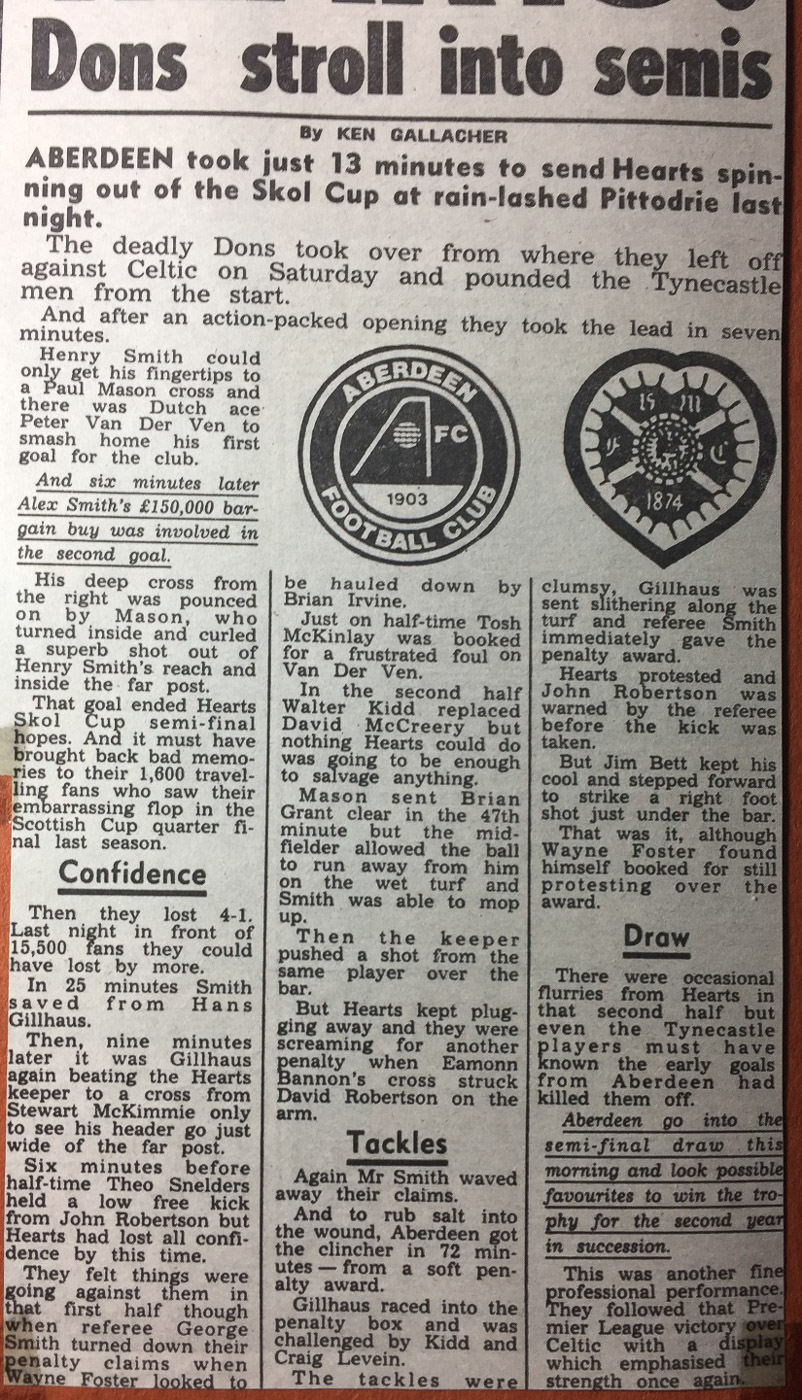 Dons stroll into semis
By KEN GALLACHER
ABERDEEN took just 13 minutes to send Hearts spin-
ning out of the Skol Cup at rain-lashed Pittodrie last
night.
The deadly Dons took over from where they left off
against Celtic on Saturday and pounded the Tynecastle
men from the start.
And after an action-packed opening they took the lead in seven
minutes.
Henry Smith could
only get his fingertips to
a Paul Mason cross and
there was Dutch ace
Peter Van Der Ven to
smash home his first
goal for the club.
And six minutes later
Alex Smith's £150,000 bar-
gain buy was involved in
the second goal.
His deep cross from
the right was pounced
on by Mason, who
turned inside and curled
a superb shot out of
Henry Smith's reach and
inside the far post.
That goal ended Hearts
Skol Cup semi-final
hopes. And it must have
brought back bad memo-
ries to their 1,600 travel-
ling fans who saw their
embarrassing flop in the
Scottish Cup quarter fi-
nal last season.
Confidence
Then they lost 4-1.
Last night in front of
15,500 fans they could
have lost by more.
In 25 minutes Smith
saved from Hans
Gillhaus.
Then, nine minutes
later it was Gillhaus
again beating the Hearts
keeper to a cross from
Stewart McKimmie only
to see his header go just
wide of the far post.
Six minutes before
half-time Theo Snelders
held a low free kick
from John Robertson but
Hearts had lost all confi-
dence by this time.
They felt things were
going against them in
that first half though
when referee George
Smith turned down their
penalty claims when
Wayne Foster looked to
ABERDEEN
FC
1903
FOOTBALL CLUB
1874
be hauled down by
Brian Irvine.
Just on half-time Tosh
McKinlay was booked
for a frustrated foul on
Van Der Ven.
In the second half
Walter Kidd replaced
David McCreery but
nothing Hearts could do
was going to be enough
to salvage anything.
Mason sent Brian
Grant clear in the 47th
minute but the mid-
fielder allowed the ball
to run away from him
on the wet turf and
Smith was able to mop
up.
Then the keeper
pushed a shot from the
same player over the
bar.
But Hearts kept plug-
ging away and they were
screaming for another
penalty when Eamonn
Bannon's cross struck
David Robertson on the
arm.
Tackles
Again Mr Smith waved
away their claims.
And to rub salt into
the wound, Aberdeen got
the clincher in 72 min-
utes — from a soft pen-
alty award.
Gillhaus raced into the
penalty box and was
challenged by Kidd and
Craig Levein.
The tackles were
clumsy, Gillhaus was
sent slithering along the
turf and referee Smith
immediately gave the
penalty award.
Hearts protested and
John Robertson was
warned by the referee
before the kick was
taken.
But Jim Bett kept his
cool and stepped forward
to strike a right foot
shot just under the bar.
That was it, although
Wayne Foster found
himself booked for still
protesting over the
award.
Draw
There were occasional
flurries from Hearts in
that second half but
even the Tynecastle
players must have
known the early goals
from Aberdeen had
killed them off.
Aberdeen go into the
semi-final draw this
morning and look possible
favourites to win the tro-
phy for the second year
in succession.
This was another fine
professional performance.
They followed that Pre-
mier League victory over
Celtic with a display
which emphasised their
strength once again.